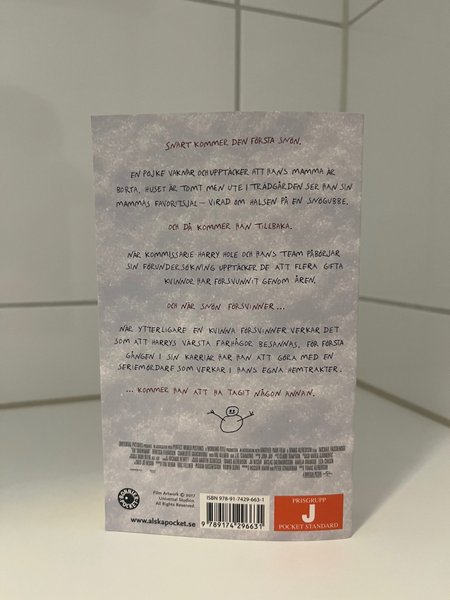 SNART KOMMER DEN FÖRSTA SNÖN.
EN POJKE VAKNAR OCH UPPTÄCKER ATT HANS MAMMA ÄR
BORTA. HUSET ÄR TOMT MEN UTE I TRÄDGÅRDEN SER HAN SIN
MAMMAS FAVORITSJAL – VIRAD OM HALSEN PÅ EN SNÖGUBBE.
OCH DÅ KOMMER HAN TILLBAKA.
NÄR KOMMISSARIE HARRY HOLE OCH HANS TEAM PÅBÖRJAR
SIN FÖRUNDERSÖKNING UPPTÄCKER DE ATT FLERA GIFTA
KVINNOR HAR FÖRSVUNNIT GENOM ÅREN.
OCH NÄR SNÖN FÖRSVINNER...
NÄR YTTERLIGARE EN KVINNA FÖRSVINNER VERKAR DET
SOM ATT HARRYS VÄRSTA FARHÅGOR BESANNAS. FÖR FÖRSTA
GÅNGEN I SIN KARRIÄR HAR HAN ATT GÖRA MED EN
SERIEMÖRDARE SOM VERKAR I HANS EGNA HEMTRAKTER.
... KOMMER HAN ATT HA TAGIT NÅGON ANNAN.
BONNIER POCKET
Film Artwork © 2017
Universal Studios.
All Rights Reserved.
www.alskapocket.se
ISBN 978-91-7429-663-1
9 789174 296631
PRISGRUPP
J
POCKET STANDARD